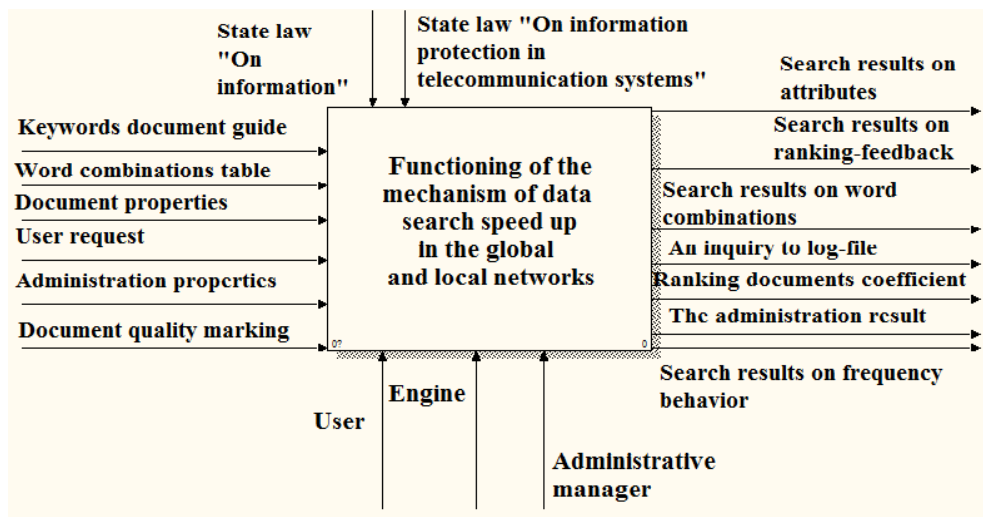 State law
"On
information"
State law "On information
protection in
telecommunication systems"
Keywords document guide
Word combinations table
Document properties
User request
Administration propcrtics
Document quality marking
Functioning of the
mechanism of data
search speed up
in the global
and local networks
0?
0
Search results on
attributes
Search results on
ranking-feedback
Search results on word
combinations
An inquiry to log-file
Ranking documents coefficient
Thc administration rcsult
Search results on frequency
behavior
User
Engine
Administrative
manager